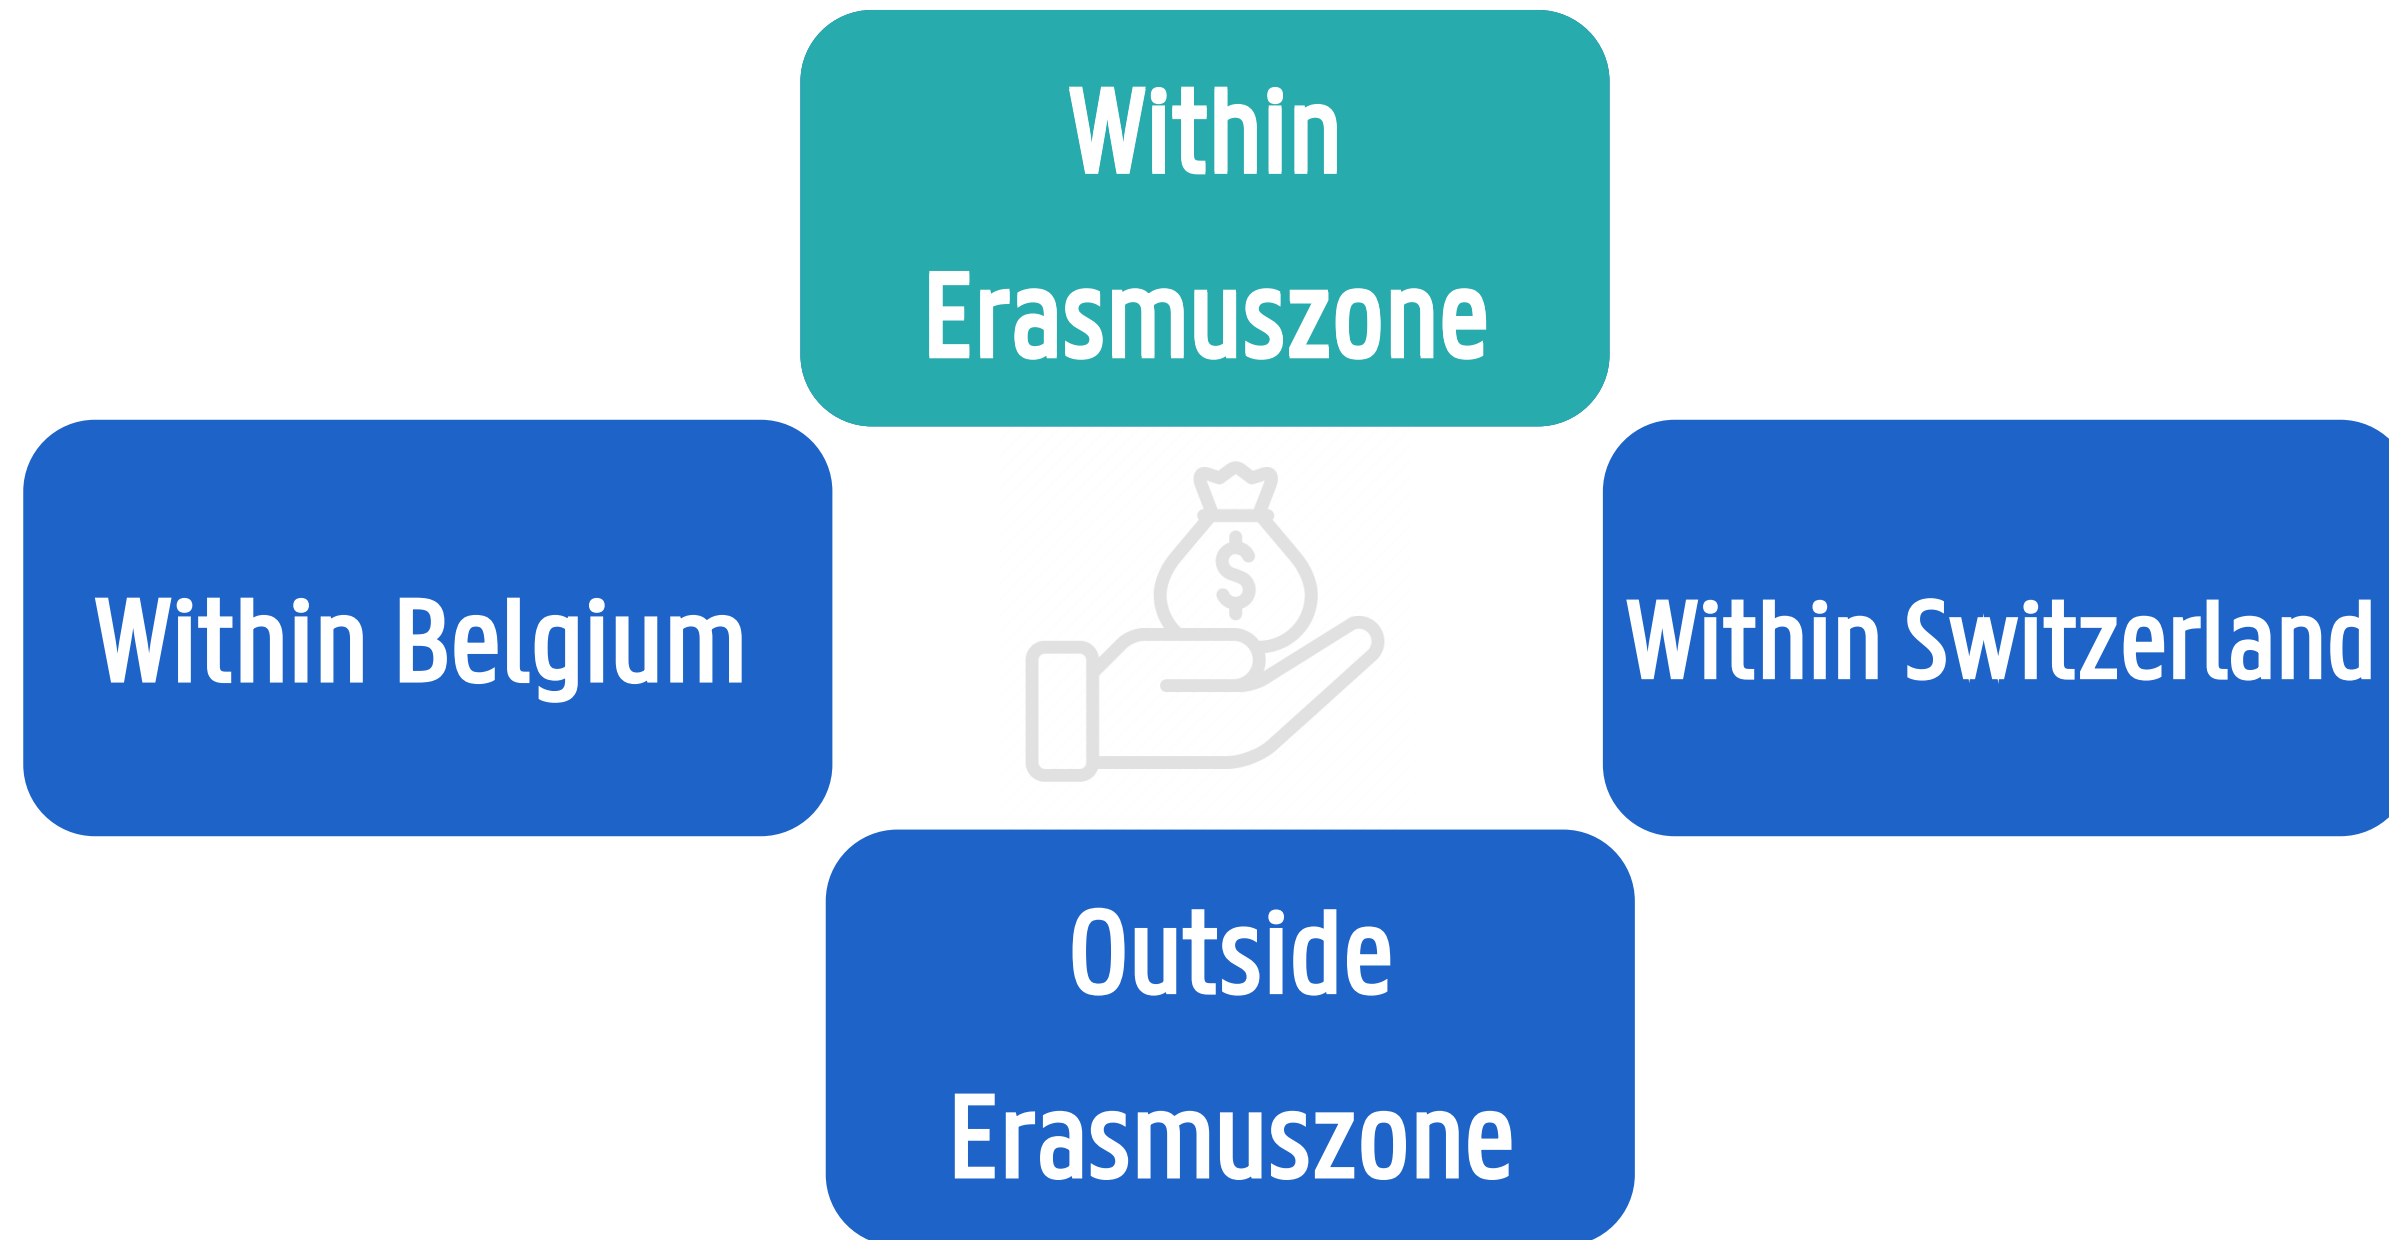 Within
Erasmuszone
Within Belgium
$
Within Switzerland
Outside
Erasmuszone